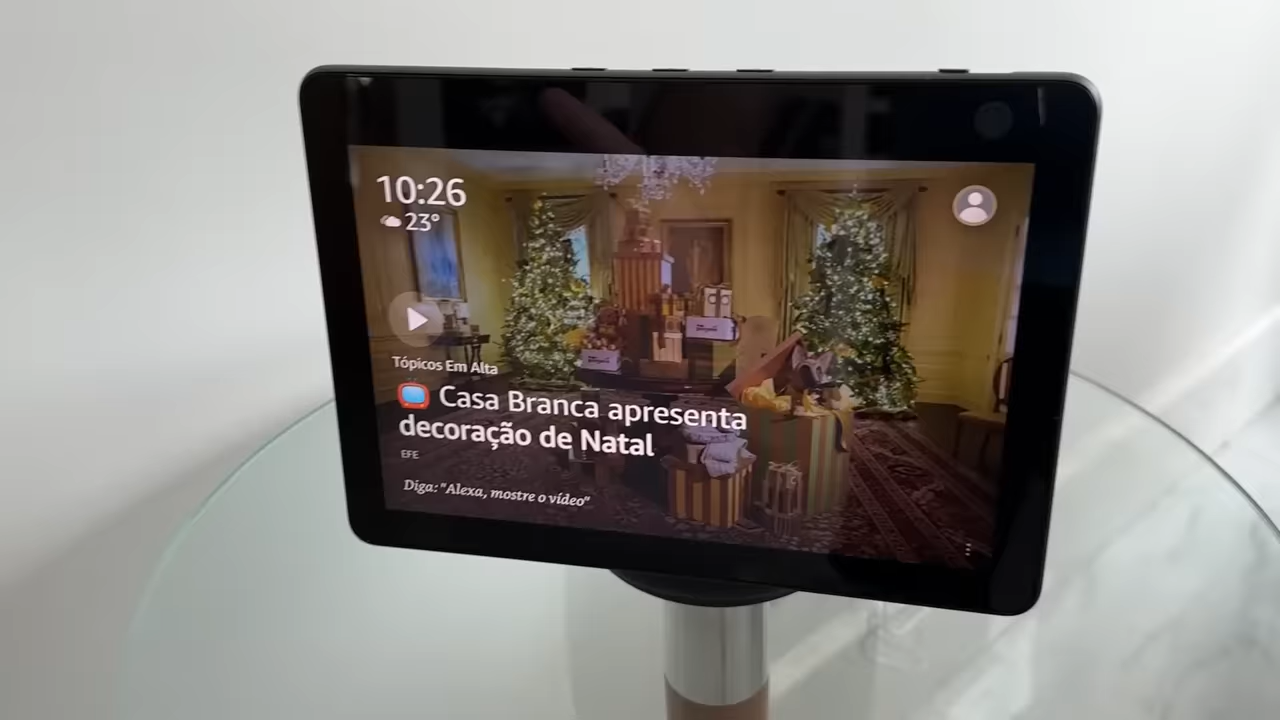 10:26
23°
Tópicos Em Alta
Casa Branca apresenta
decoração de Natal
EFE
Diga: "Alexa, mostre o vídeo"